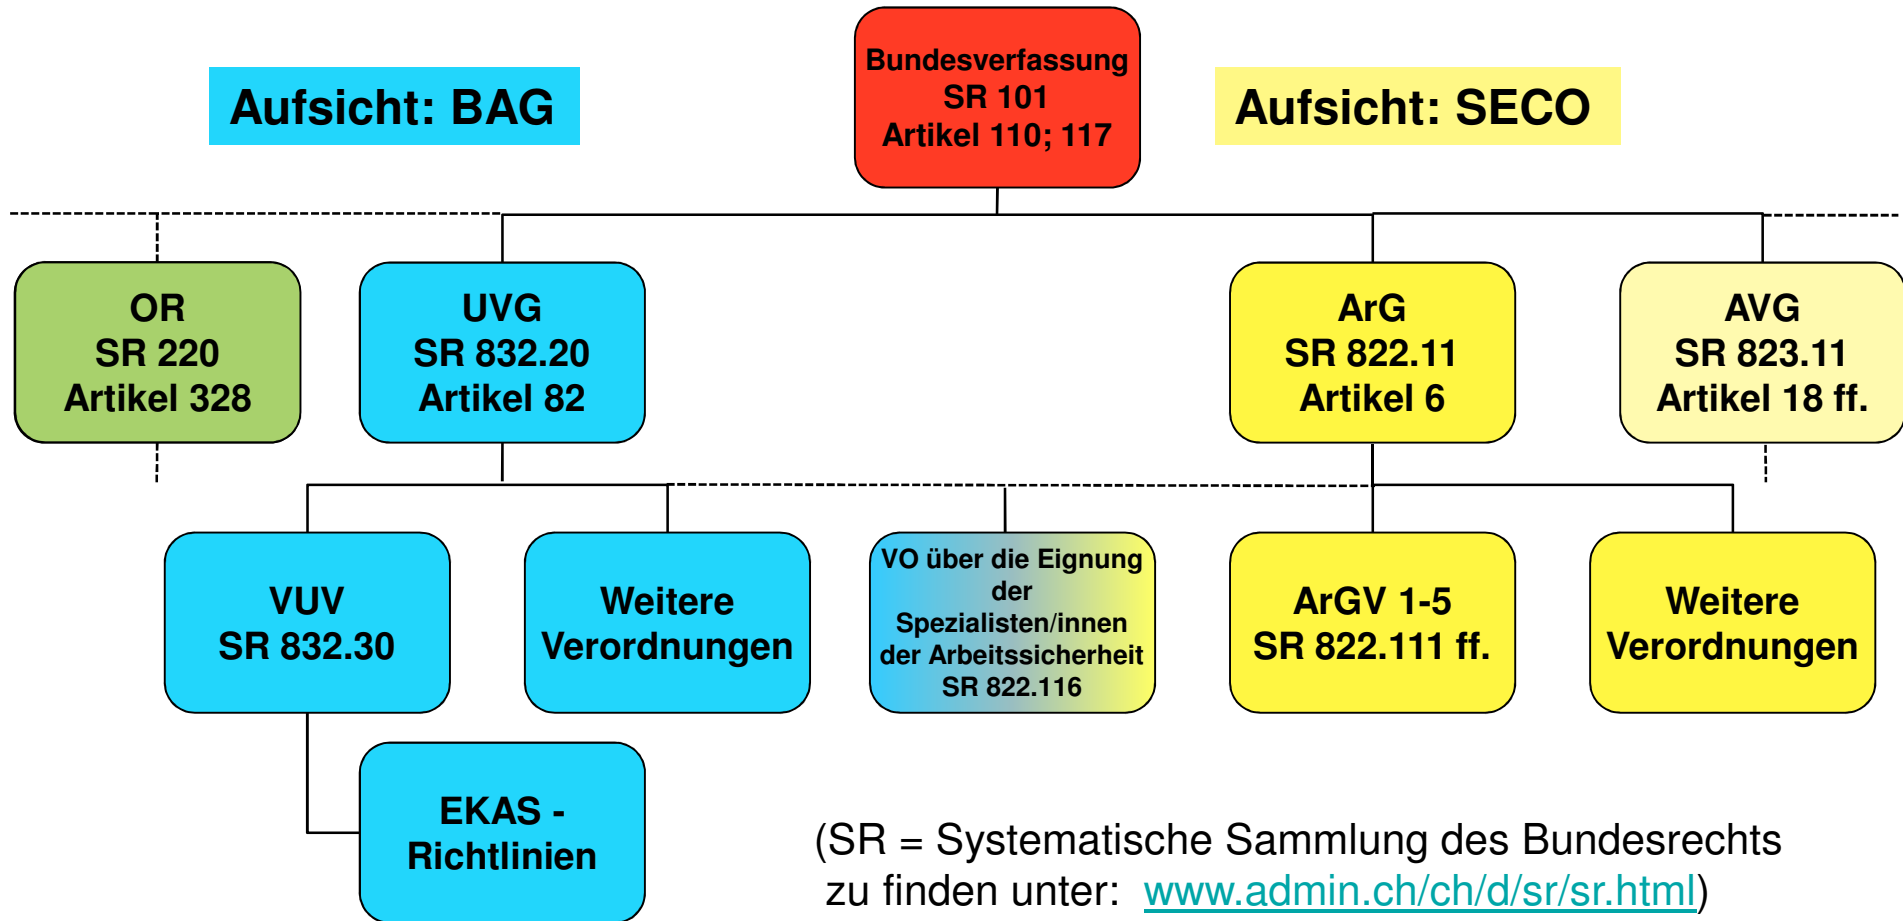 Bundesverfassung
SR 101
Artikel 110; 117
Aufsicht: BAG
Aufsicht: SECO
OR
SR 220
Artikel 328
UVG
SR 832.20
Artikel 82
ArG
SR 822.11
Artikel 6
AVG
SR 823.11
Artikel 18 ff.
VUV
SR 832.30
Weitere
Verordnungen
VO über die Eignung
der
Spezialisten/innen
der Arbeitssicherheit
SR 822.116
ArGV 1-5
SR 822.111 ff.
Weitere
Verordnungen
EKAS -
Richtlinien
(SR = Systematische Sammlung des Bundesrechts
zu finden unter: www.admin.ch/ch/d/sr/sr.html)